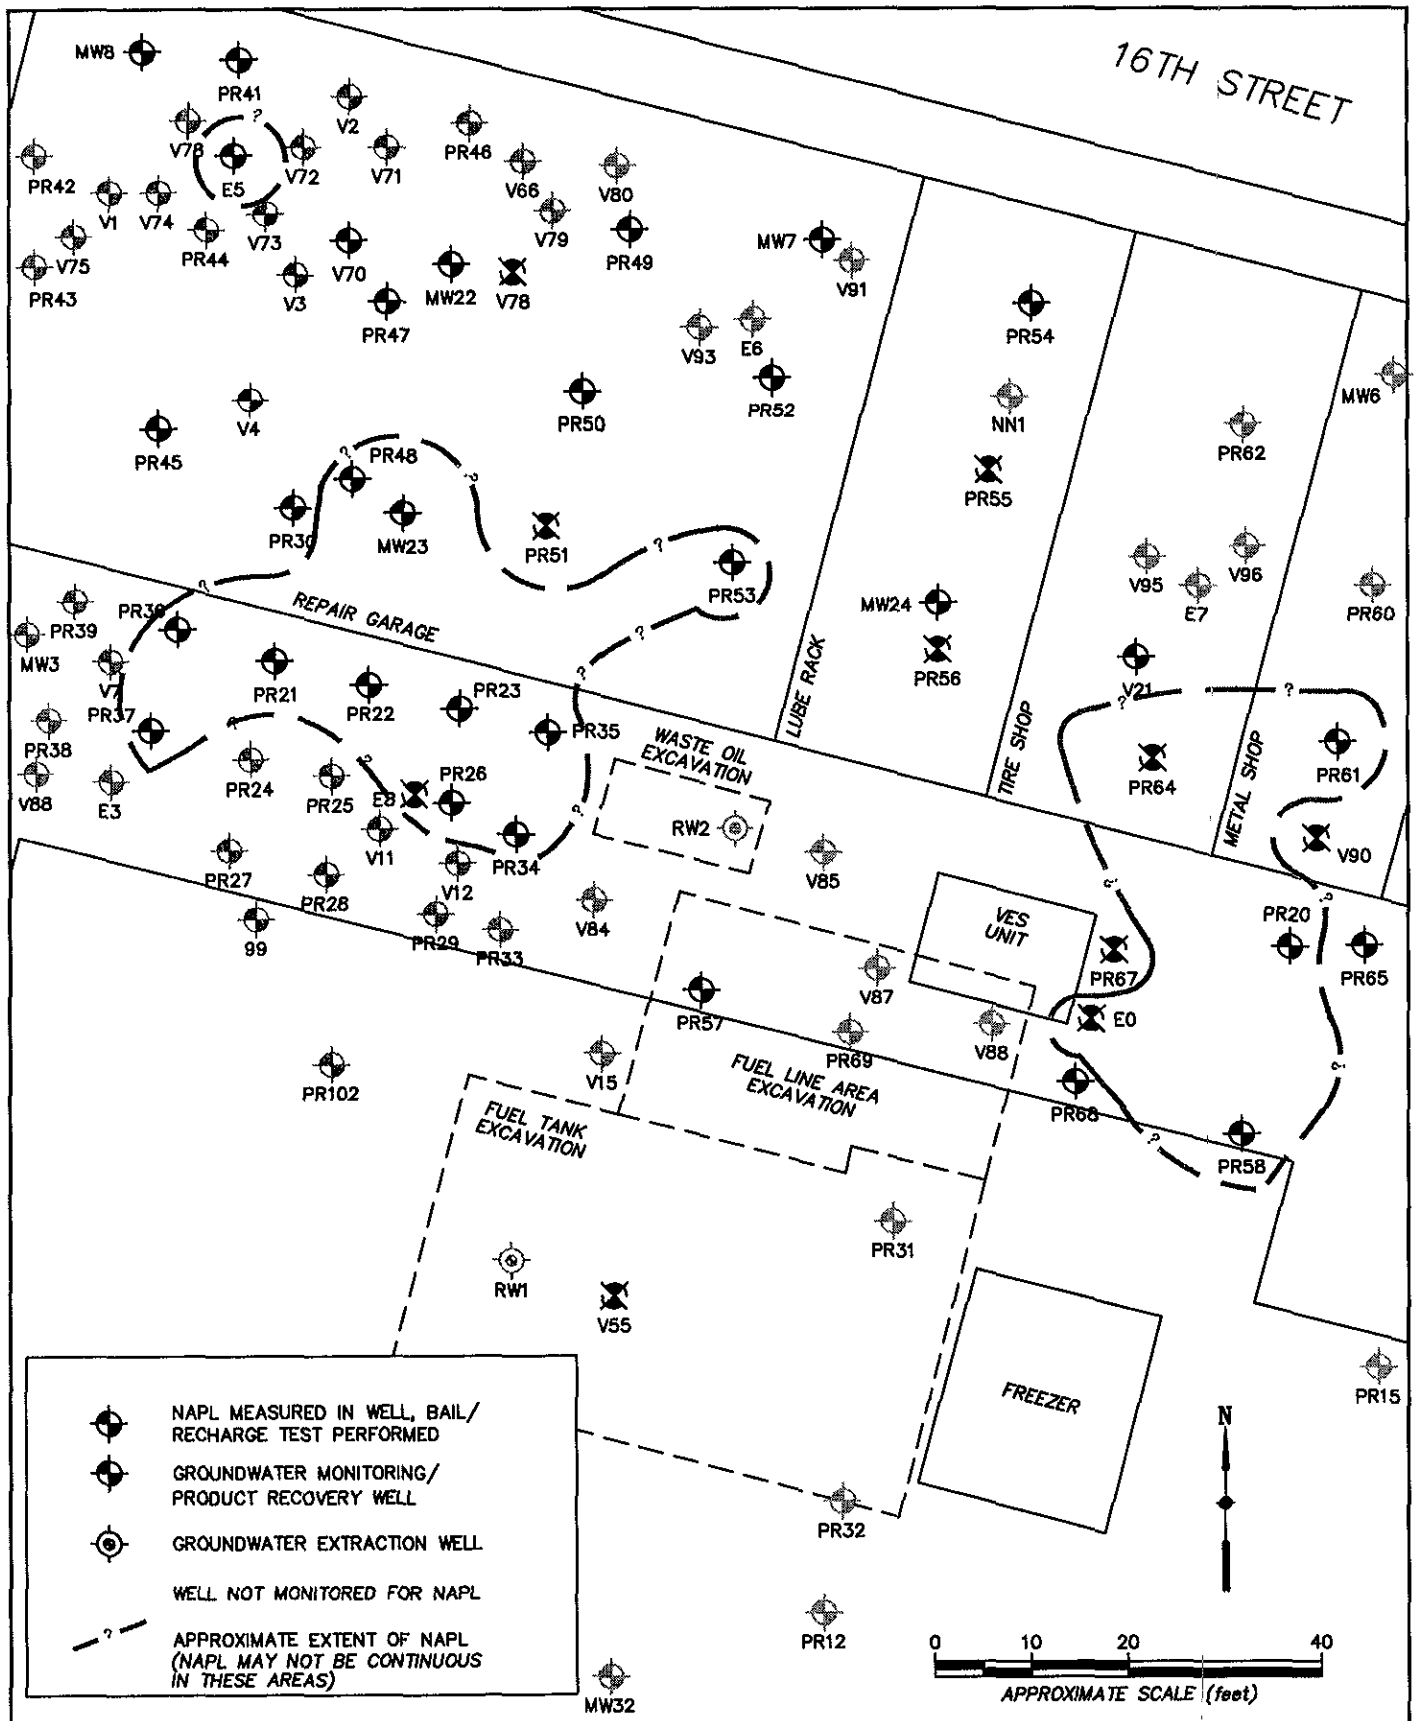 16TH STREET
MW8
PR41
V2
V78
PR46
PR42
E5
V72
V71
V66
V80
V1
V74
V73
V79
PR49
MW7
V75
PR44
V70
MW22
V78
V91
PR43
V3
PR47
PR54
V93
E6
MW6
V4
PR50
PR52
NN1
PR45
PR62
PR48
PR55
PR30
MW23
PR51
V95
V96
PR53
MW24
E7
PR60
REPAIR GARAGE
PR39
PR36
MW3
V7
PR21
PR56
V21
PR37
PR22
PR23
LUBE RACK
PR38
PR35
TIRE SHOP
WASTE OIL
EXCAVATION
PR64
METAL SHOP
PR61
V88
E3
PR24
PR25
E8
PR26
RW2
V90
V11
PR34
V85
PR27
V12
PR28
PR20
99
PR29
PR33
V84
VES
UNIT
PR67
PR65
V87
PR57
E0
PR69
V88
PR102
V15
FUEL LINE AREA
EXCAVATION
PR68
FUEL TANK
EXCAVATION
PR58
PR31
RW1
V55
FREEZER
PR15
N
NAPL MEASURED IN WELL, BAIL/
RECHARGE TEST PERFORMED
GROUNDWATER MONITORING/
PRODUCT RECOVERY WELL
GROUNDWATER EXTRACTION WELL
WELL NOT MONITORED FOR NAPL
?
APPROXIMATE EXTENT OF NAPL
(NAPL MAY NOT BE CONTINUOUS
IN THESE AREAS)
PR32
PR12
MW32
0 10 20 40
APPROXIMATE SCALE (feet)